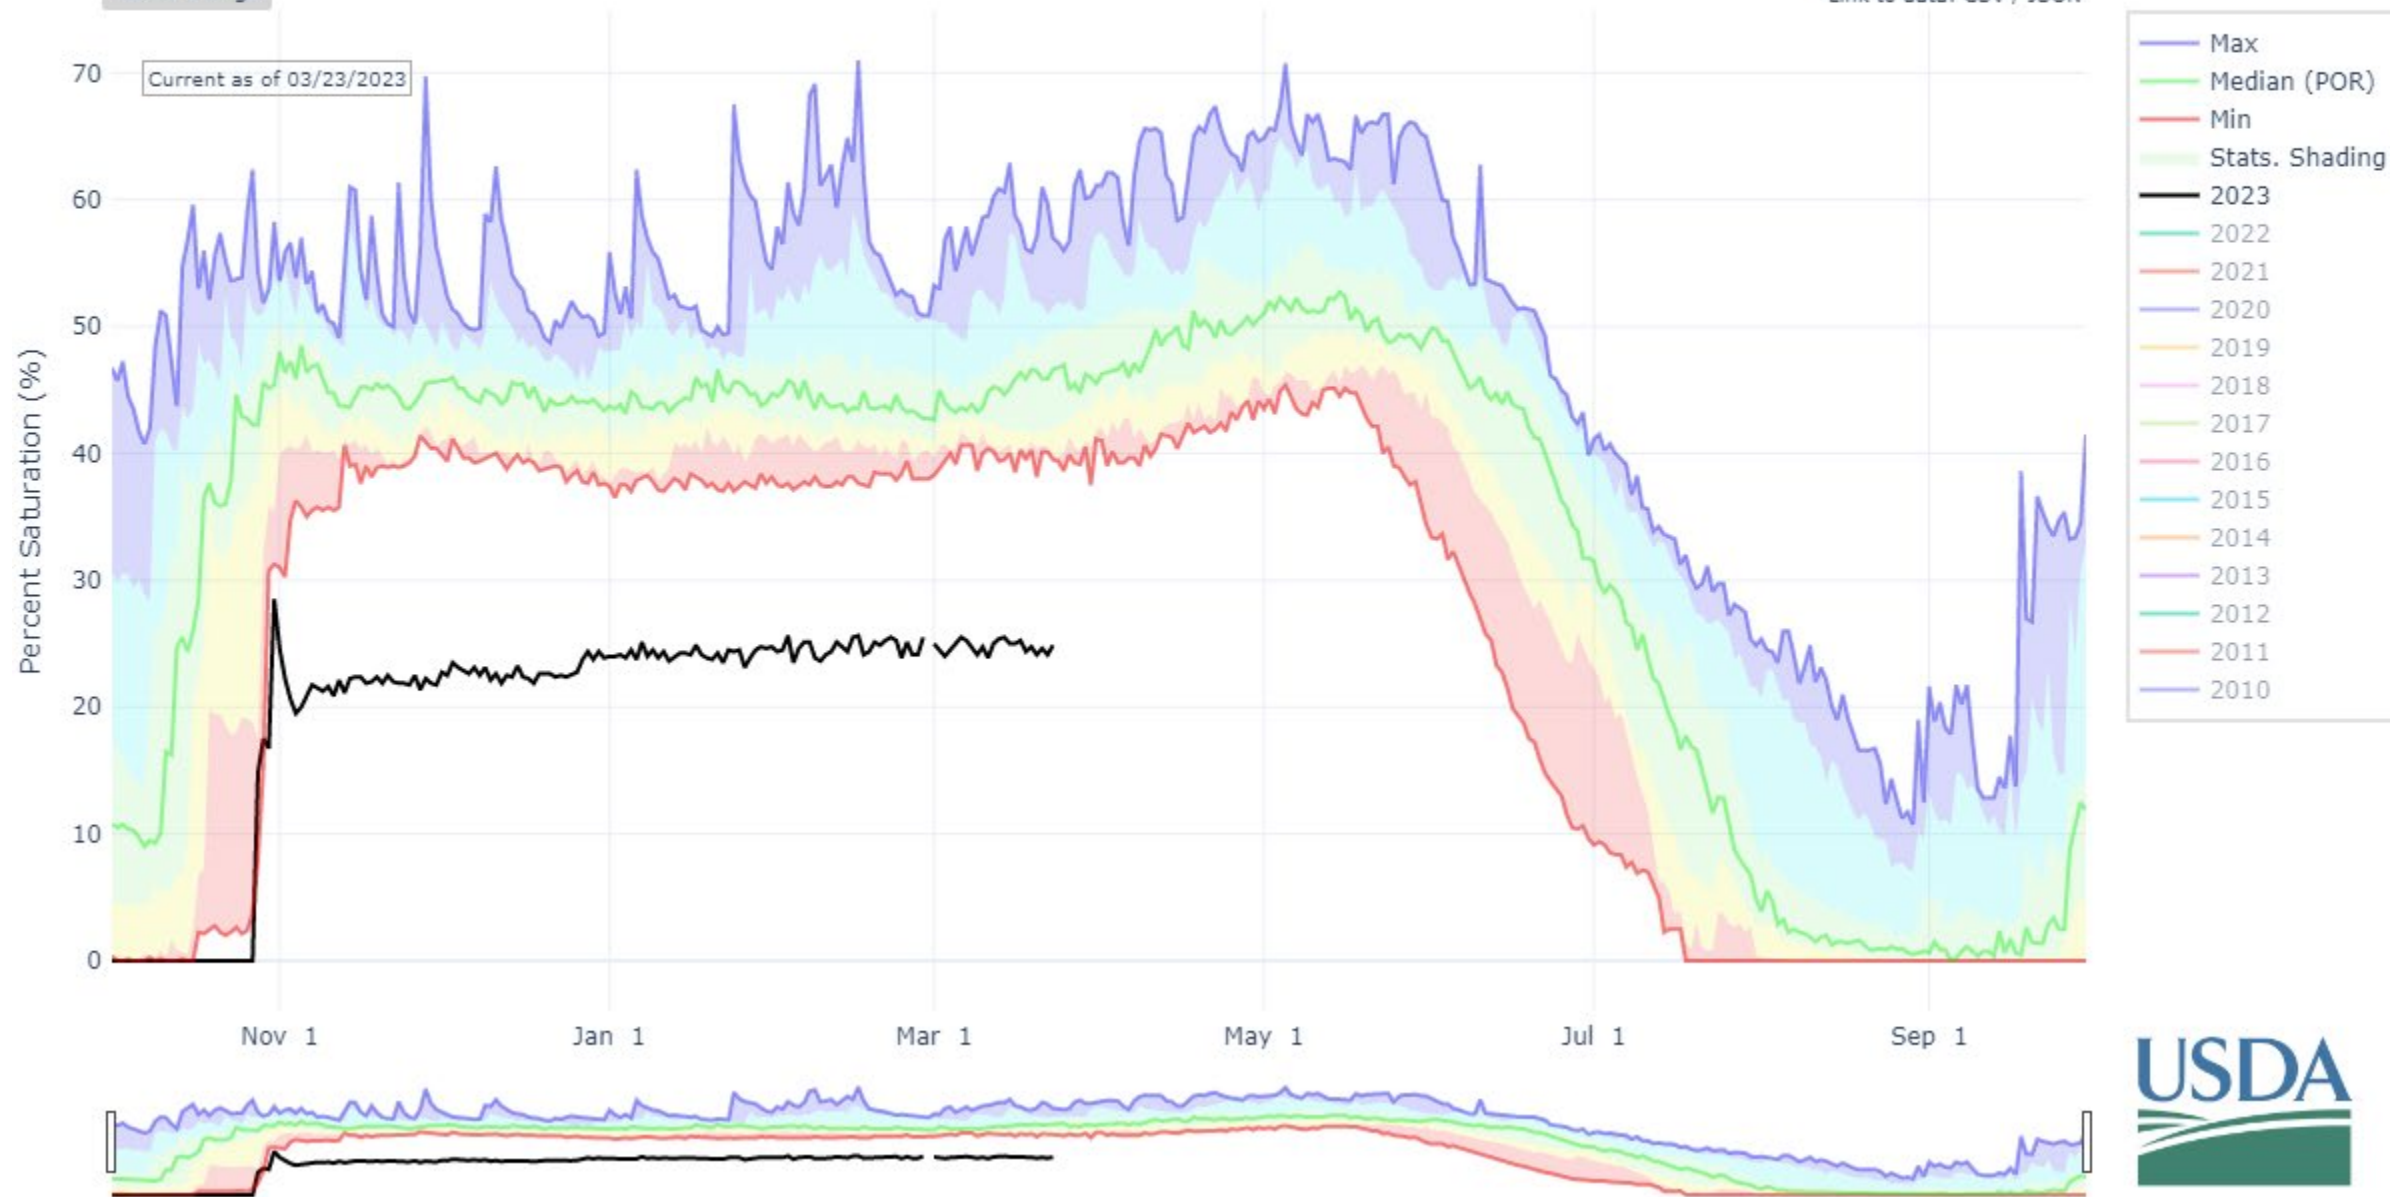 70
Current as of 03/23/2023
60
50
40
30
20
10
0
Percent Saturation (%)
Nov 1
Jan 1
Mar 1
May 1
Jul 1
Sep 1
Max
Median (POR)
Min
Stats. Shading
2023
2022
2021
2020
2019
2018
2017
2016
2015
2014
2013
2012
2011
2010
USDA